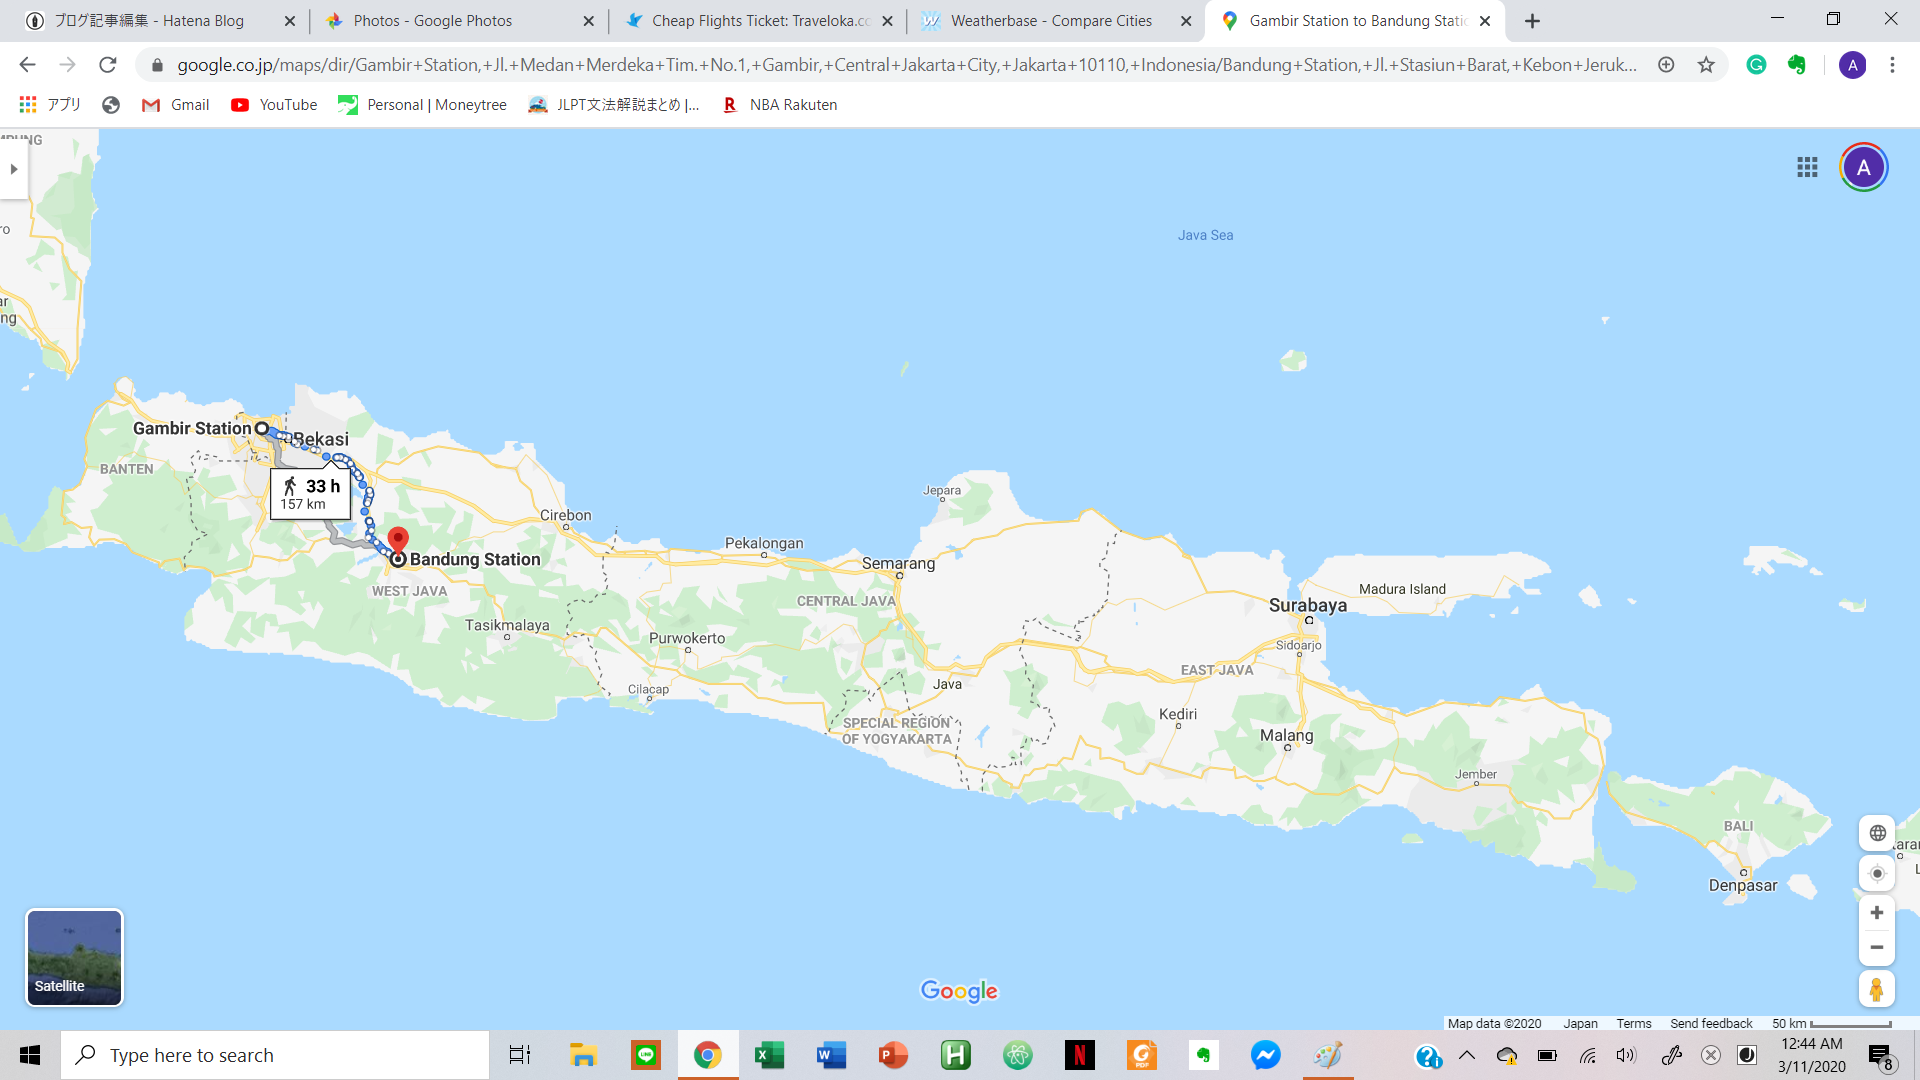 ブログ記事編集 - Hatena Blog
Photos - Google Photos
Cheap Flights Ticket: Traveloka.co
Weatherbase - Compare Cities
Gambir Station to Bandung Static
google.co.jp/maps/dir/Gambir+Station,+Jl.+Medan+Merdeka+Tim.+No.1,+Gambir,+Central+Jakarta+City,+Jakarta+10110,+Indonesia/Bandung+Station,+Jl.+Stasiun+Barat,+Kebon+Jeruk...
A
アプリ
Gmail
YouTube
Personal | Moneytree
JLPT文法解説まとめ |...
R
NBA Rakuten
A
Java Sea
Gambir Station
Bekasi
BANTEN
33 h
157 km
Jepara
Cirebon
Pekalongan
Bandung Station
Semarang
WEST JAVA
CENTRAL JAVA
Madura Island
Surabaya
Tasikmalaya
Purwokerto
Sidoarjo
EAST JAVA
Cilacap
Java
SPECIAL REGION
OF YOGYAKARTA
Kediri
Malang
Jember
BALI
Denpasar
Satellite
Google
Map data ©2020
Japan
Terms
Send feedback
50 km
Type here to search
LINE
X
W
P
H
N
PDF
12:44 AM
3/11/2020
8